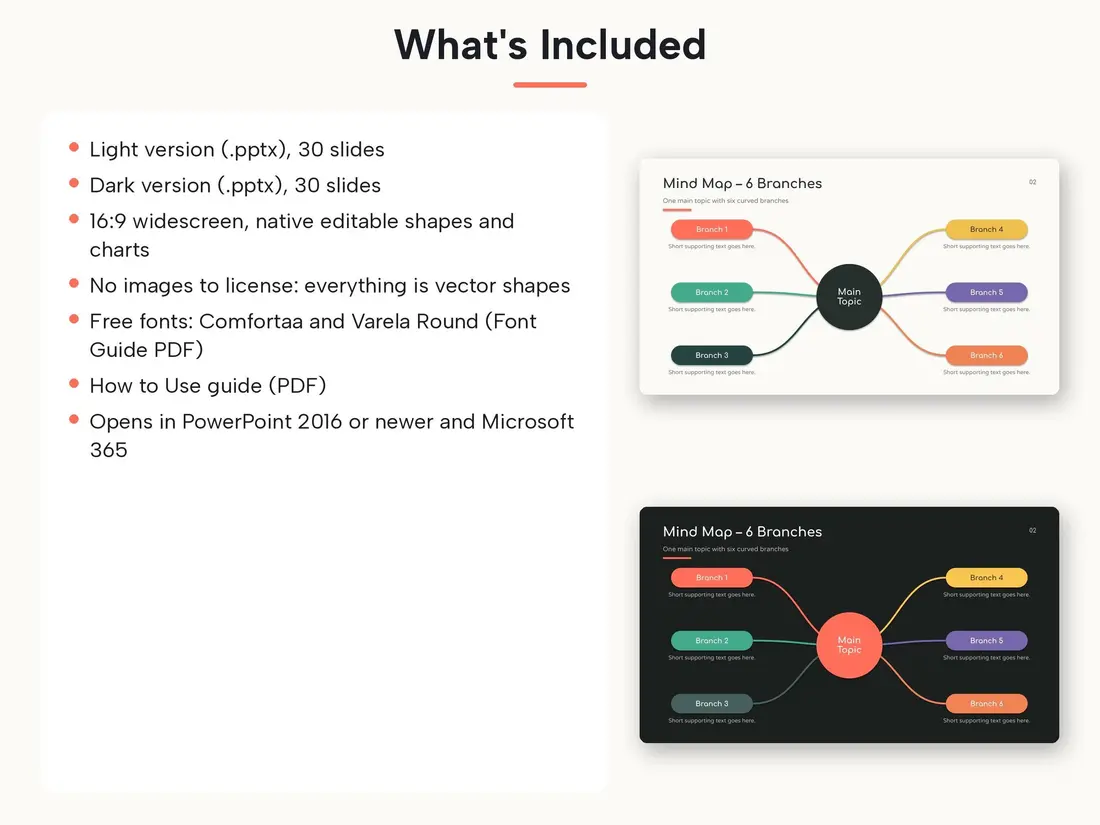 What's Included
Light version (.pptx), 30 slides
Dark version (.pptx), 30 slides
16:9 widescreen, native editable shapes and
charts
No images to license: everything is vector shapes
Free fonts: Comfortaa and Varela Round (Font
Guide PDF)
How to Use guide (PDF)
Opens in PowerPoint 2016 or newer and Microsoft
365
Mind Map – 6 Branches
02
One main topic with six curved branches
Branch 1
Short supporting text goes here.
Branch 4
Short supporting text goes here.
Branch 2
Short supporting text goes here.
Main
Topic
Branch 5
Short supporting text goes here.
Branch 3
Short supporting text goes here.
Branch 6
Short supporting text goes here.
Mind Map – 6 Branches
02
One main topic with six curved branches
Branch 1
Short supporting text goes here.
Branch 4
Short supporting text goes here.
Branch 2
Short supporting text goes here.
Main
Topic
Branch 5
Short supporting text goes here.
Branch 3
Short supporting text goes here.
Branch 6
Short supporting text goes here.